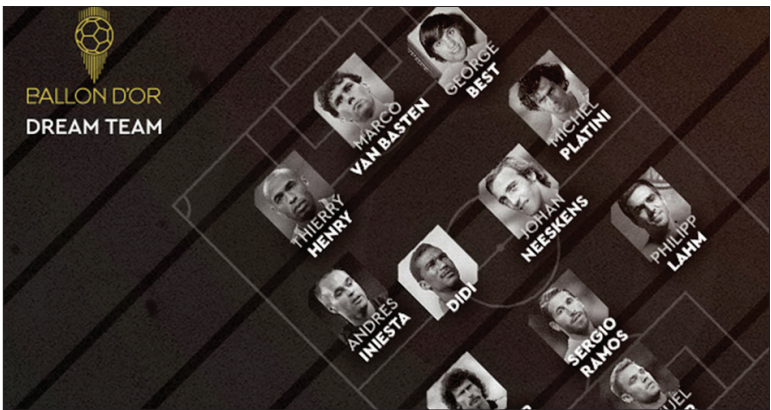 BALLON D'OR
DREAM TEAM
GEORGE
BEST
MARCO
VAN BASTEN
MICHEL
PLATINI
THIERRY
HENRY
JOHAN
NEESKENS
PHILIPP
LAHM
ANDRÉS
INIESTA
DIDI
SERGIO
RAMOS